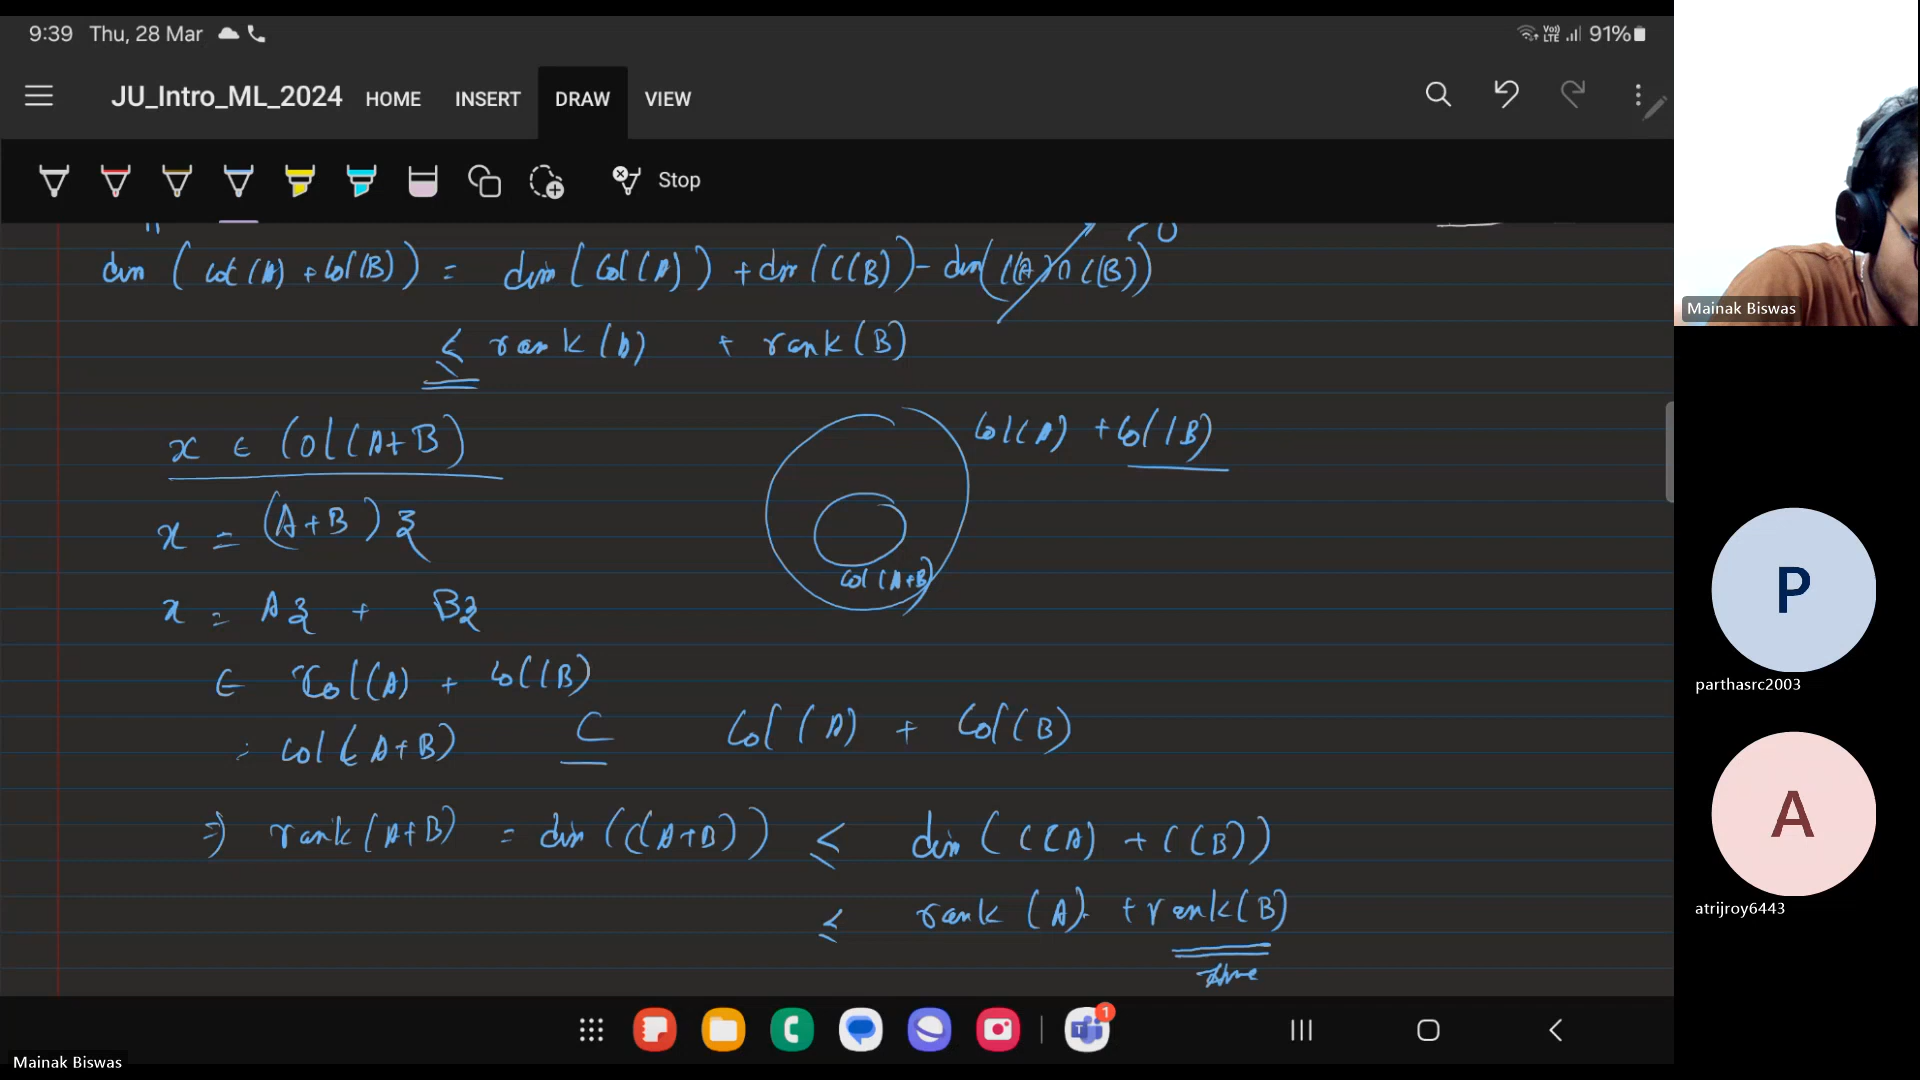 9:39 Thu, 28 Mar 91%
JU_Intro_ML_2024 HOME INSERT DRAW VIEW
Stop
0
dim ( Col(A) + Col(B) ) = dim ( Col(A) ) + dim ( C(B) ) - dim ( C(A) ∩ C(B) )
≤ rank (A) + rank (B)
x ∈ Col (A+B)
Col(A) + Col(B)
x = (A+B) z
Col (A+B)
x = Az + Bz
∈ Col(A) + Col(B)
∴ Col (A+B) ⊆ Col (A) + Col (B)
⇒ rank (A+B) = dim (C(A+B)) ≤ dim ( C(A) + C(B) )
≤ rank (A) + rank (B)
Mainak Biswas
P
parthasrc2003
A
atrijroy6443
1
Mainak Biswas